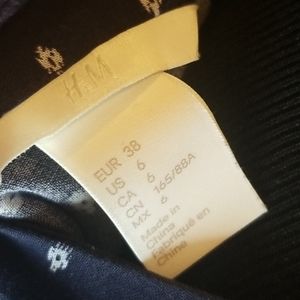 H&M
EUR 38
US 6
CA 6
CN 165/88A
MX 6
Made in
China
Fabriqué en
Chine